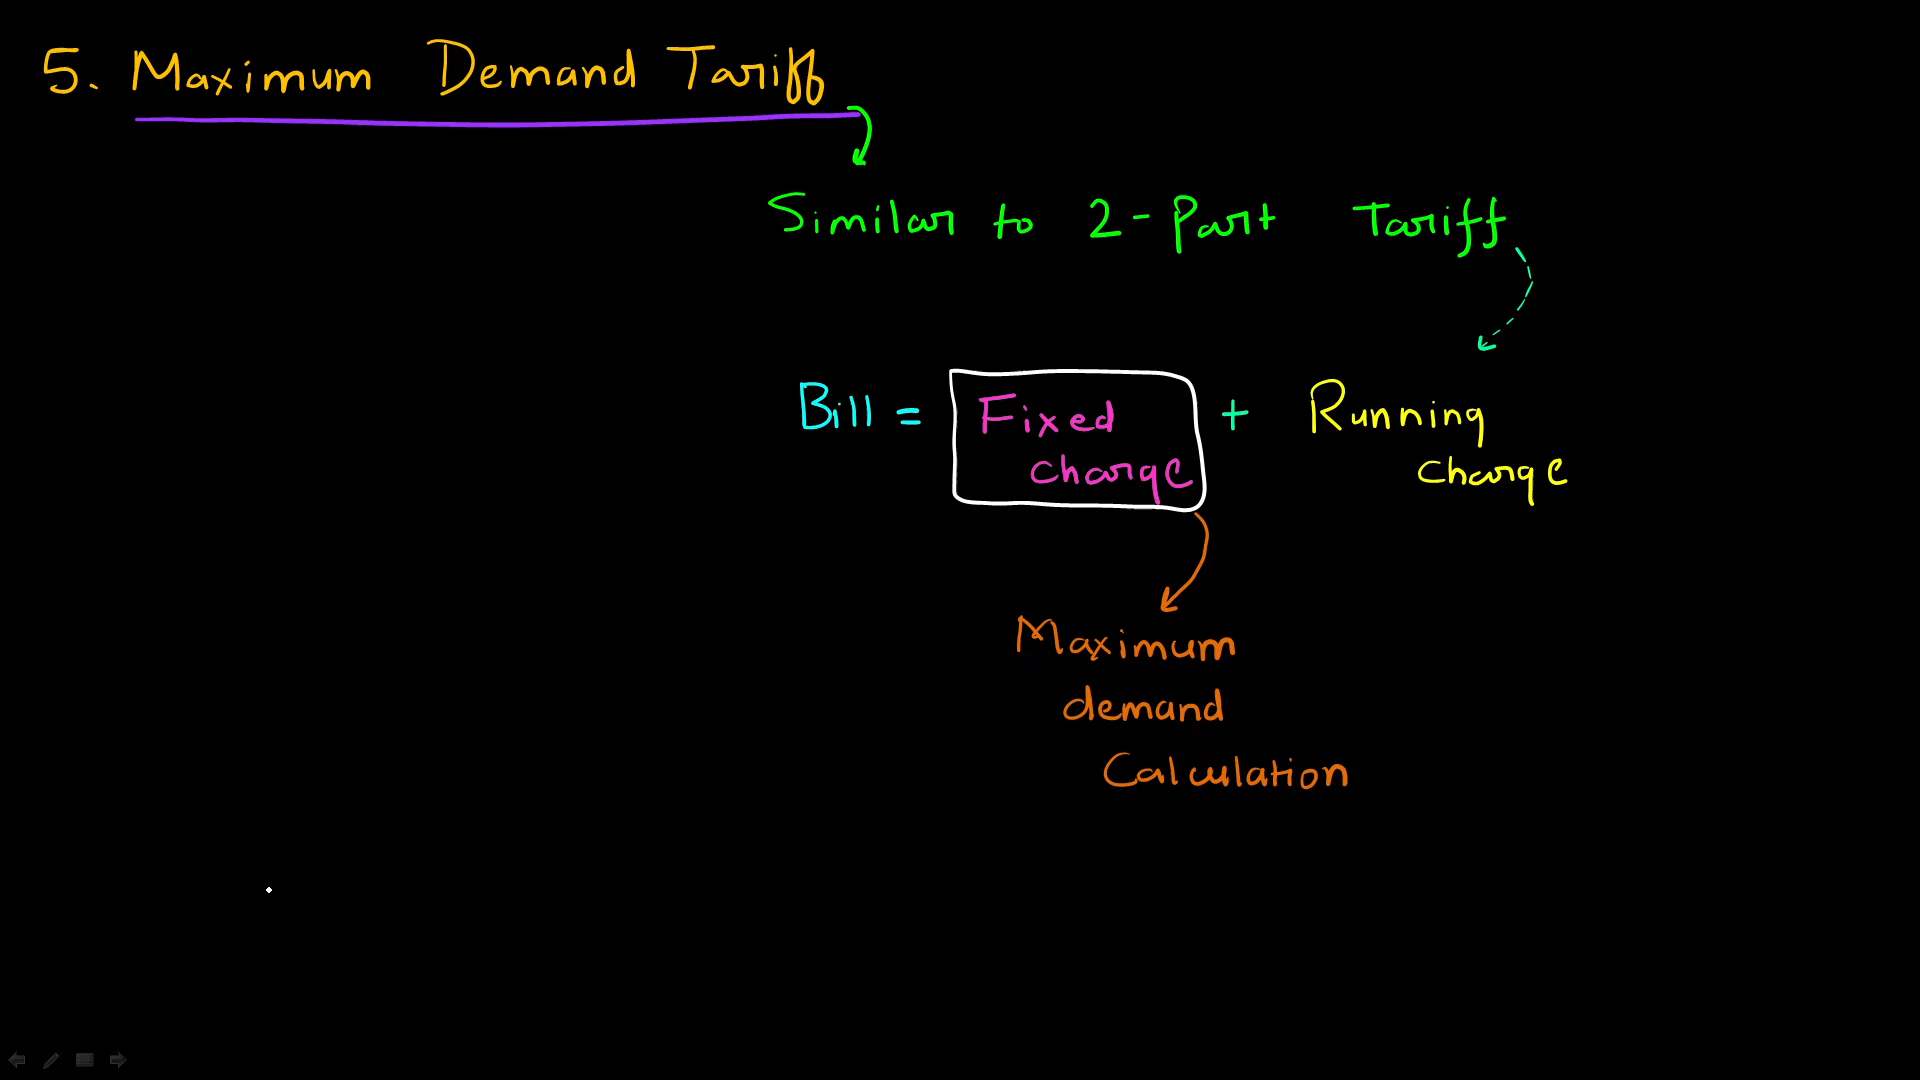 5. Maximum Demand Tariff
Similar to 2-Part Tariff
Bill = Fixed charge + Running charge
Maximum
demand
Calculation